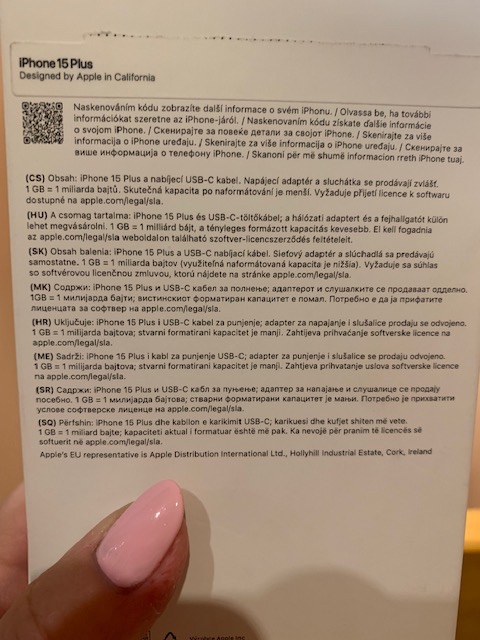 iPhone 15 Plus
Designed by Apple in California
Naskenováním kódu zobrazíte další informace o svém iPhonu. / Olvassa be, ha további
információkat szeretne az iPhone-járól. / Naskenovaním kódu získate ďalšie informácie
o svojom iPhone. / Скенирајте за повеќе детали за својот iPhone. / Skenirajte za više
informacija o iPhone uređaju. / Skenirajte za više informacija o iPhone uređaju. / Скенирајте за
више информација о телефону iPhone. / Skanoni për më shumë informacion rreth iPhone tuaj.
(CS) Obsah: iPhone 15 Plus a nabíjecí USB-C kabel. Napájecí adaptér a sluchátka se prodávají zvlášť.
1 GB = 1 miliarda bajtů. Skutečná kapacita po naformátování je menší. Vyžaduje přijetí licence k softwaru
dostupné na apple.com/legal/sla.
(HU) A csomag tartalma: iPhone 15 Plus és USB-C-töltőkábel; a hálózati adaptert és a fejhallgatót külön
lehet megvásárolni. 1 GB = 1 milliárd bájt, a tényleges formázott kapacitás kevesebb. El kell fogadnia
az apple.com/legal/sla weboldalon található szoftver-licenszerződés feltételeit.
(SK) Obsah balenia: iPhone 15 Plus a USB-C nabíjací kábel. Sieťový adaptér a slúchadlá sa predávajú
samostatne. 1 GB = 1 miliarda bajtov (využiteľná naformátovaná kapacita je nižšia). Vyžaduje sa súhlas
so softvérovou licenčnou zmluvou, ktorú nájdete na stránke apple.com/legal/sla.
(MK) Содржи: iPhone 15 Plus и USB-C кабел за полнење; адаптерот и слушалките се продаваат одделно.
1GB = 1 милијарда бајти; вистинскиот форматиран капацитет е помал. Потребно е да ја прифатите
лиценцата за софтвер на apple.com/legal/sla.
(HR) Uključuje: iPhone 15 Plus i USB-C kabel za punjenje; adapter za napajanje i slušalice prodaju se odvojeno.
1 GB = 1 milijarda bajtova; stvarni formatirani kapacitet je manji. Zahtijeva prihvaćanje softverske licence na
apple.com/legal/sla.
(ME) Sadrži: iPhone 15 Plus i kabl za punjenje USB-C; adapter za punjenje i slušalice prodaju se odvojeno.
1 GB = 1 milijarda bajtova; stvarni formatirani kapacitet je manji. Zahtjeva prihvatanje uslova softverske licence
na apple.com/legal/sla.
(SR) Садржи: iPhone 15 Plus и USB-C кабл за пуњење; адаптер за напајање и слушалице се продају
посебно. 1 GB = 1 милијарда бајтова; стварни форматирани капацитет је мањи. Потребно је прихватити
услове софтверске лиценце на apple.com/legal/sla.
(SQ) Përfshin: iPhone 15 Plus dhe kabllon e karikimit USB-C; karikuesi dhe kufjet shiten më vete.
1 GB = 1 miliard bajte; kapaciteti aktual i formatuar është më pak. Ka nevojë për pranim të licencës së
softuerit në apple.com/legal/sla.
Apple's EU representative is Apple Distribution International Ltd., Hollyhill Industrial Estate, Cork, Ireland
Apple Inc.